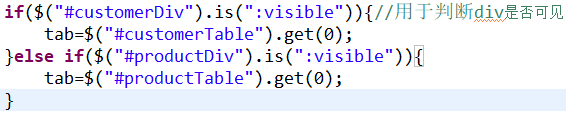 if($("#customerDiv").is(":visible")){//用于判断div是否可见
    tab=$("#customerTable").get(0);
}else if($("#productDiv").is(":visible")){
    tab=$("#productTable").get(0);
}